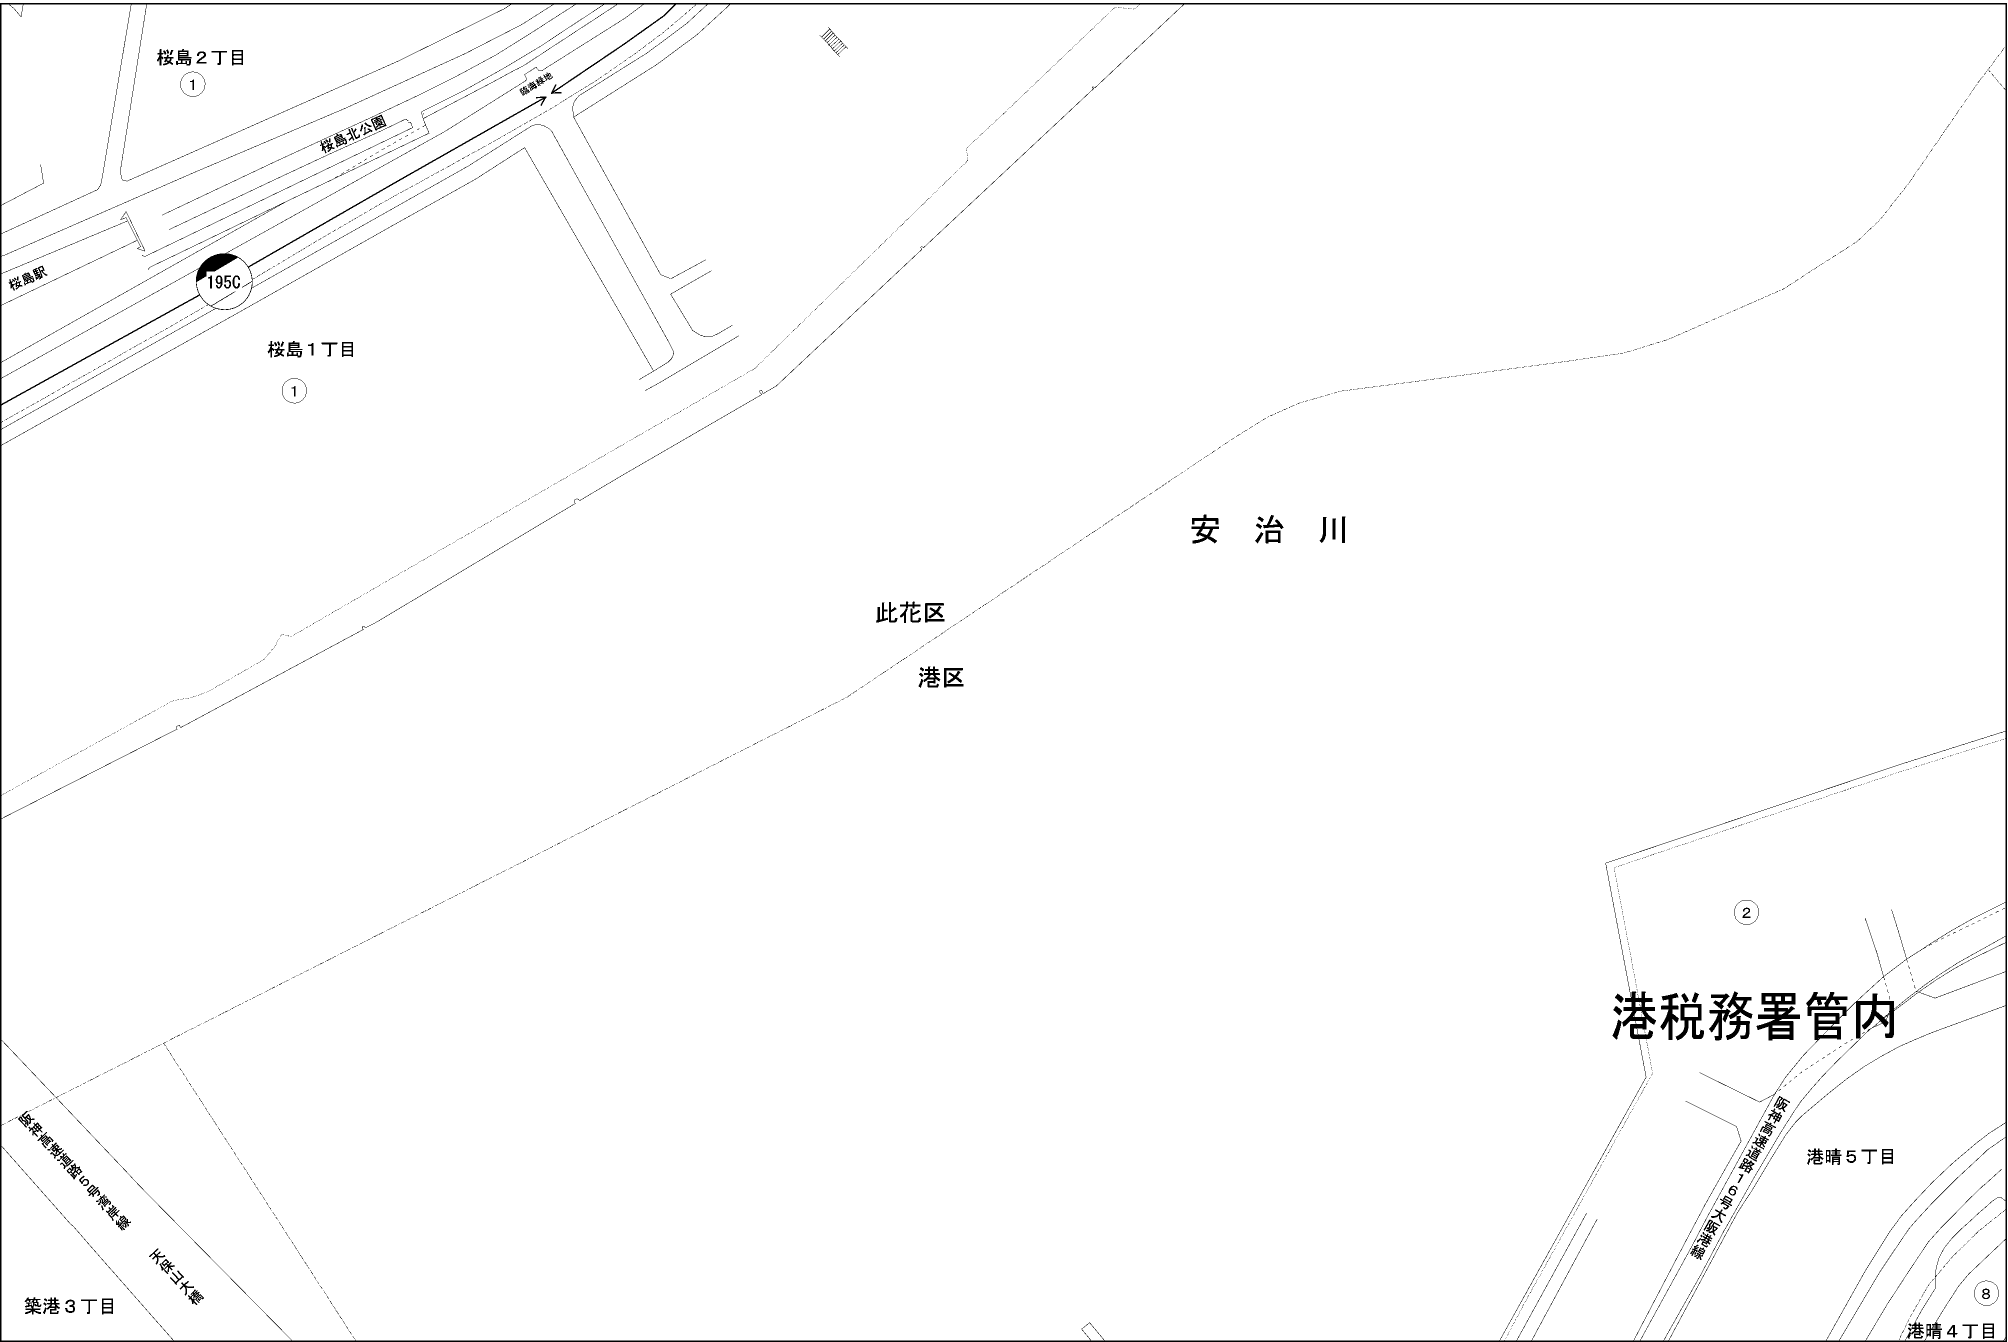 桜島２丁目
1
臨海緑地
桜島北公園
桜島駅
195C
桜島１丁目
1
安治川
此花区
港区
2
港税務署管内
阪神高速道路５号湾岸線
阪神高速道路１６号大阪港線
港晴５丁目
天保山大橋
築港３丁目
8
港晴４丁目